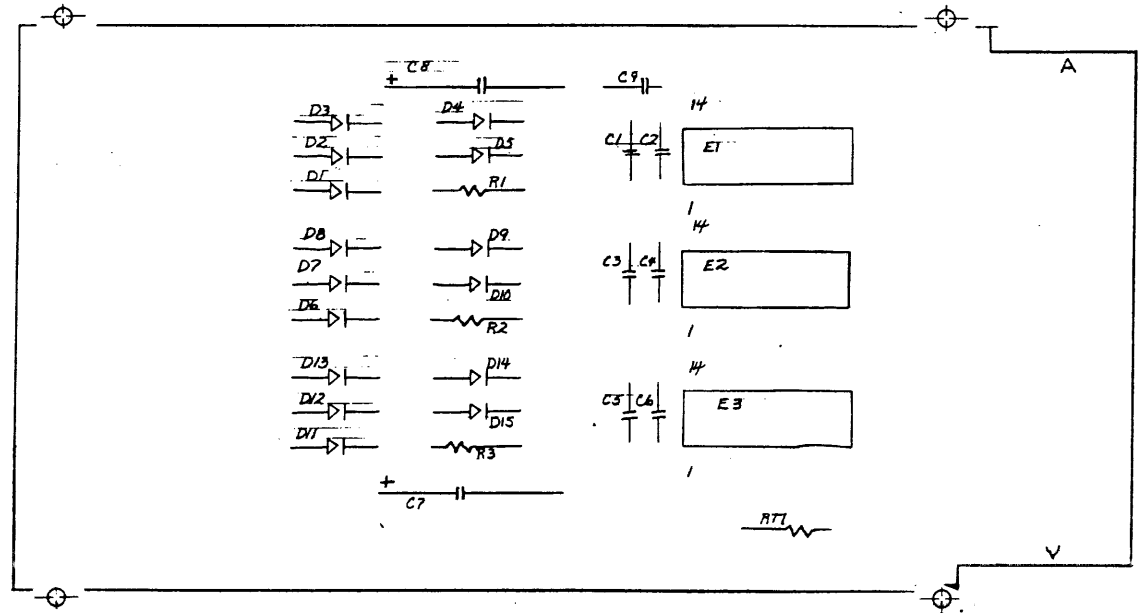 C8
+
C9
A
D3
D4
14
D2
D5
C1
C2
E1
D1
R1
1
14
D8
D9
C3
C4
E2
D7
D10
D6
R2
1
D13
D14
14
D12
D15
C5
C6
E3
D11
R3
1
+
C7
RT1
V